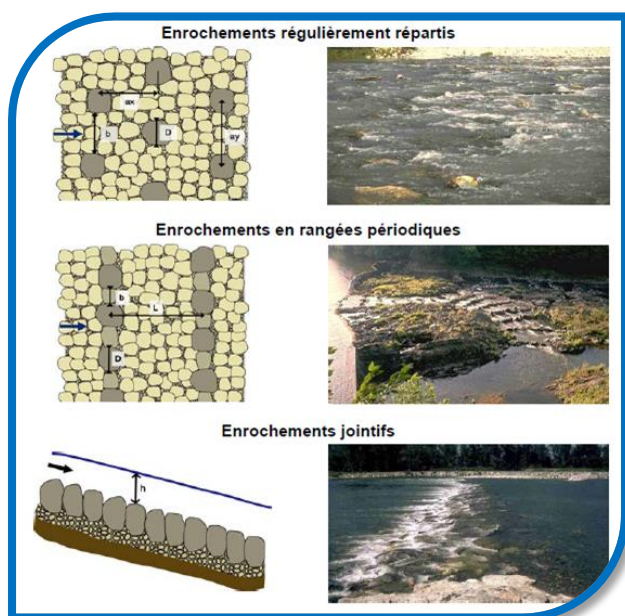 Enrochements régulièrement répartis
ax
b
D
ay
Enrochements en rangées périodiques
b
L
D
Enrochements jointifs
h